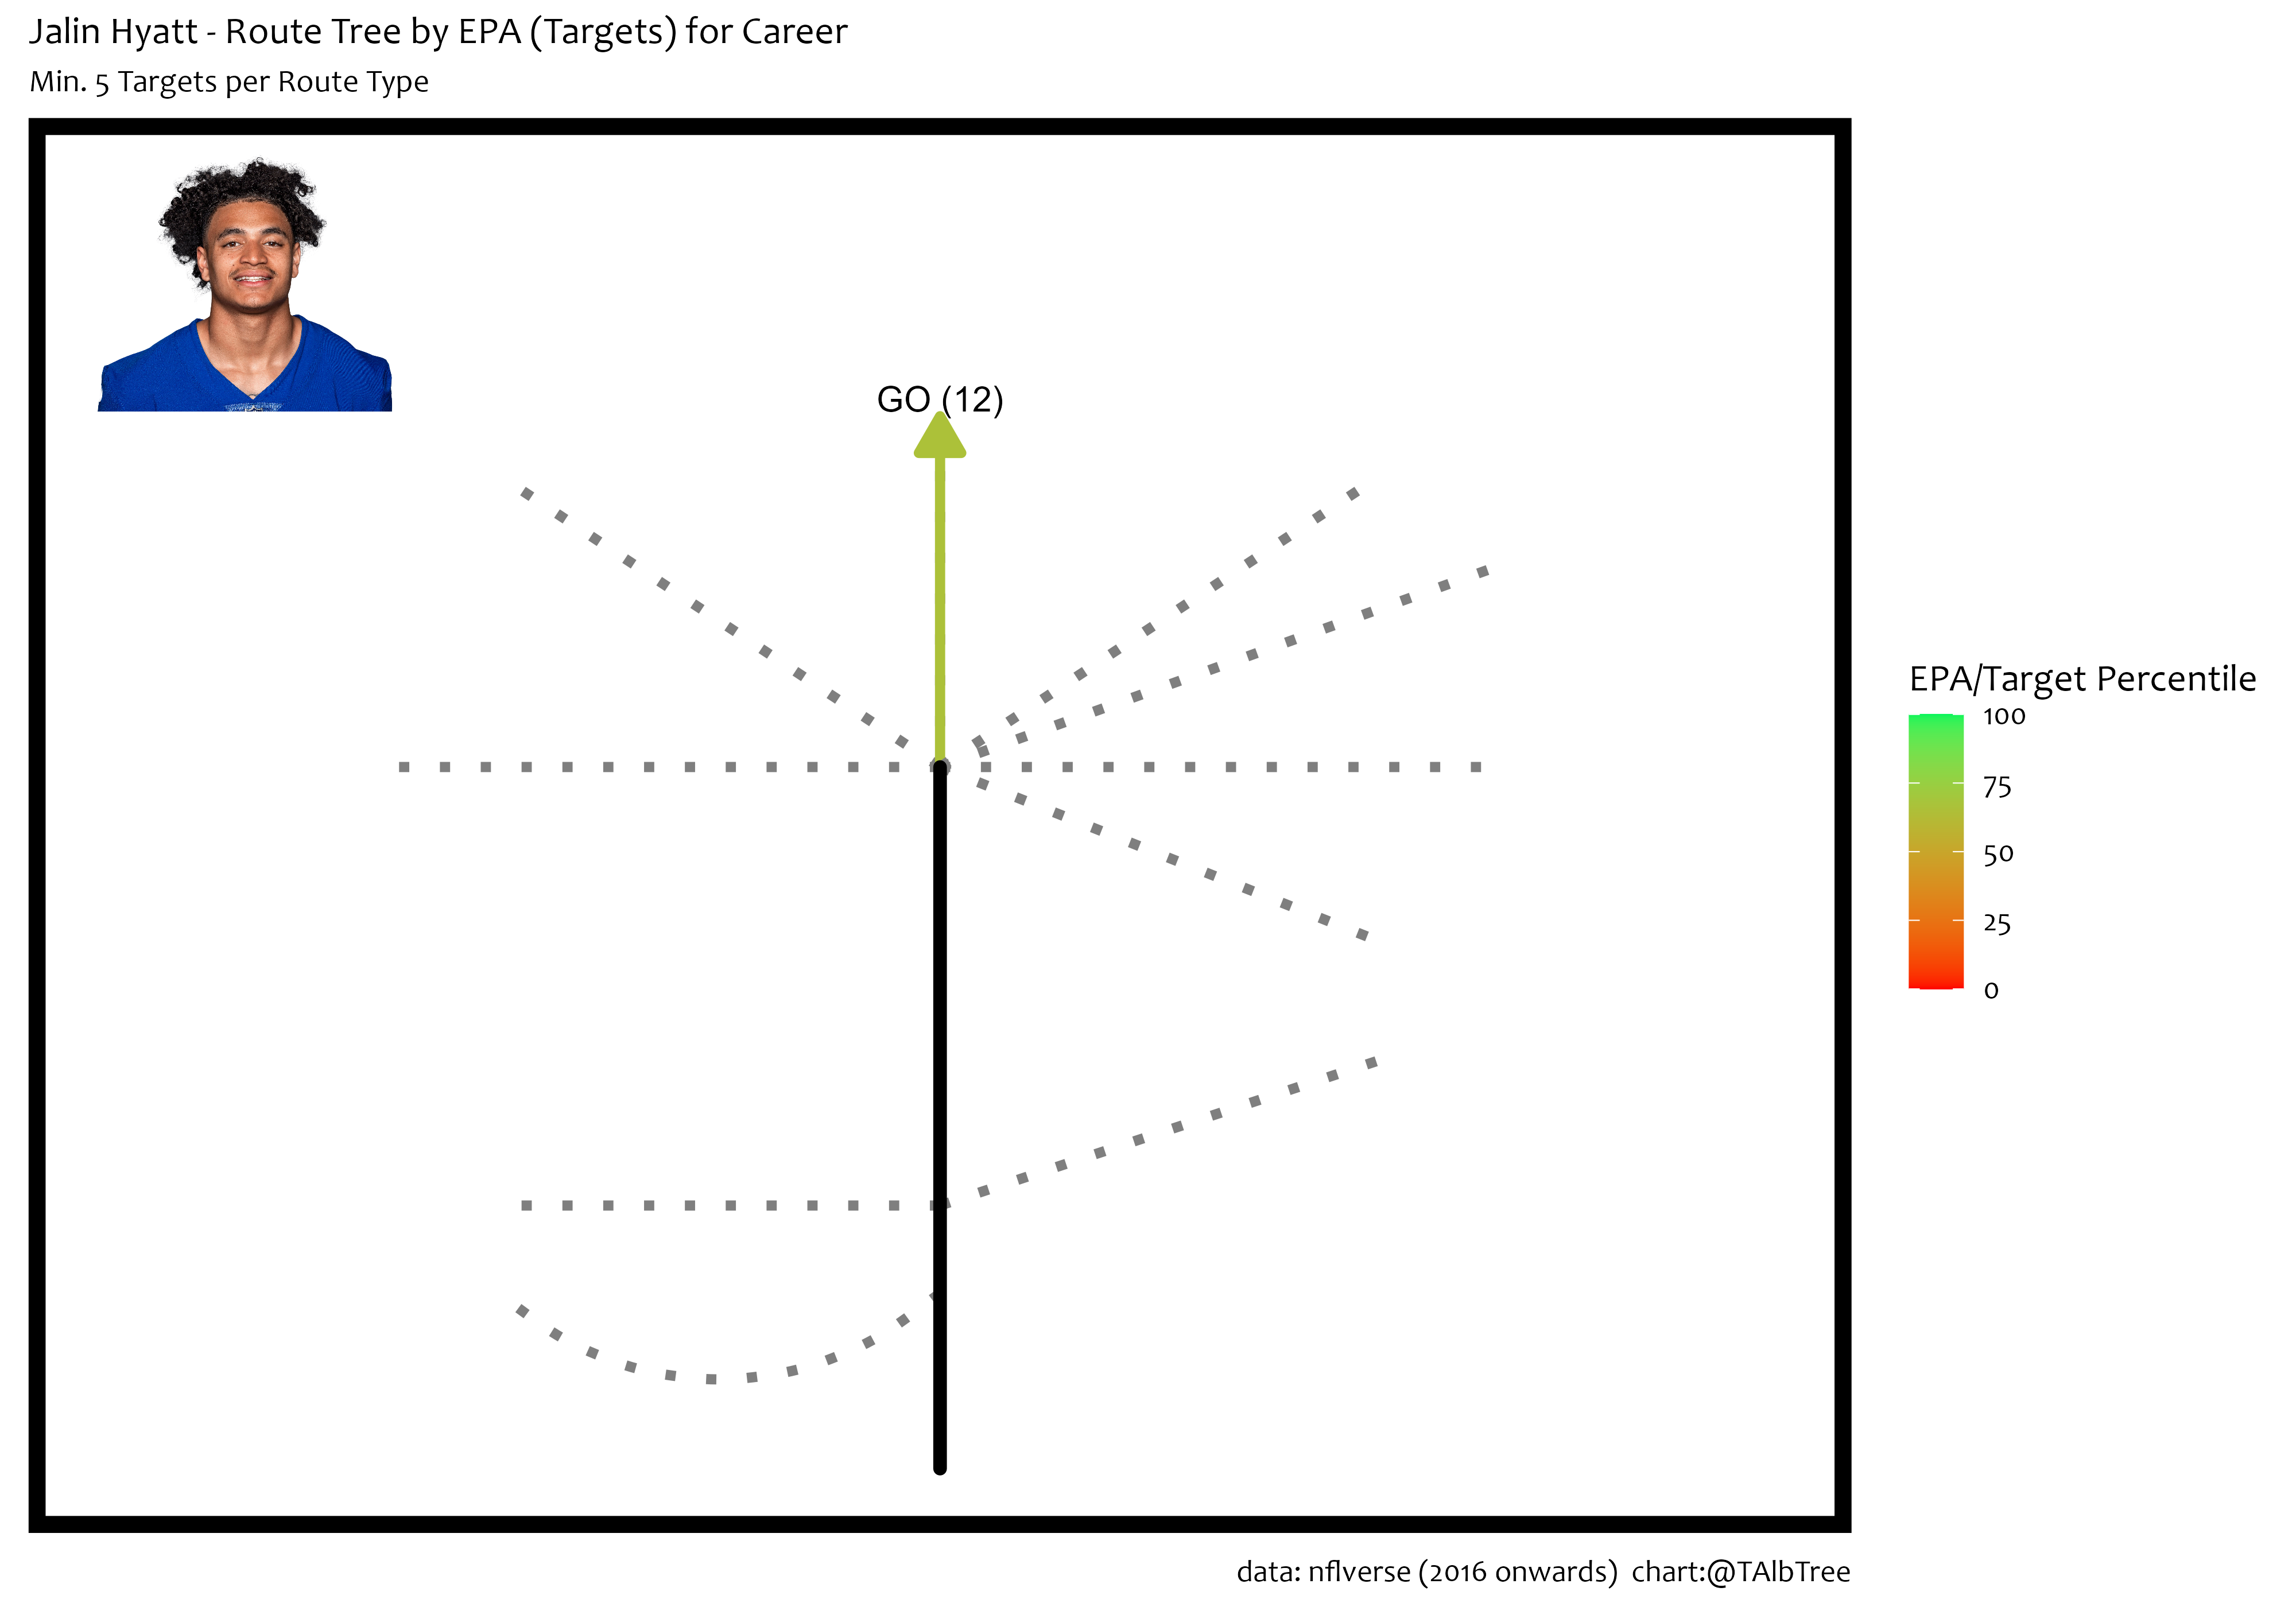 Jalin Hyatt - Route Tree by EPA (Targets) for Career
Min. 5 Targets per Route Type
GO (12)
EPA/Target Percentile
100
75
50
25
0
data: nflverse (2016 onwards)  chart:@TAlbTree